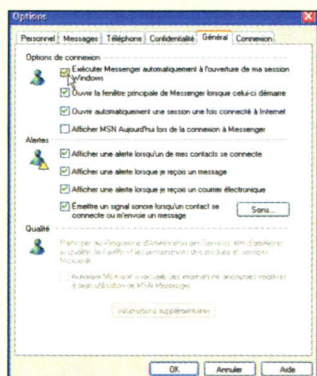 Options
Personnel Messages Téléphone Confidentialité Général Connexion
Options de connexion
Exécuter Messenger automatiquement à l'ouverture de ma session
Windows
Ouvrir la fenêtre principale de Messenger lorsque celui-ci démarre
Ouvrir automatiquement une session une fois connecté à Internet
Afficher MSN Aujourd'hui lors de la connexion à Messenger
Alertes
Afficher une alerte lorsqu'un de mes contacts se connecte
Afficher une alerte lorsque je reçois un message
Afficher une alerte lorsque je reçois un courrier électronique
Émettre un signal sonore lorsqu'un contact se
connecte ou m'envoie un message
Sons...
Qualité
Microsoft
OK Annuler Aide